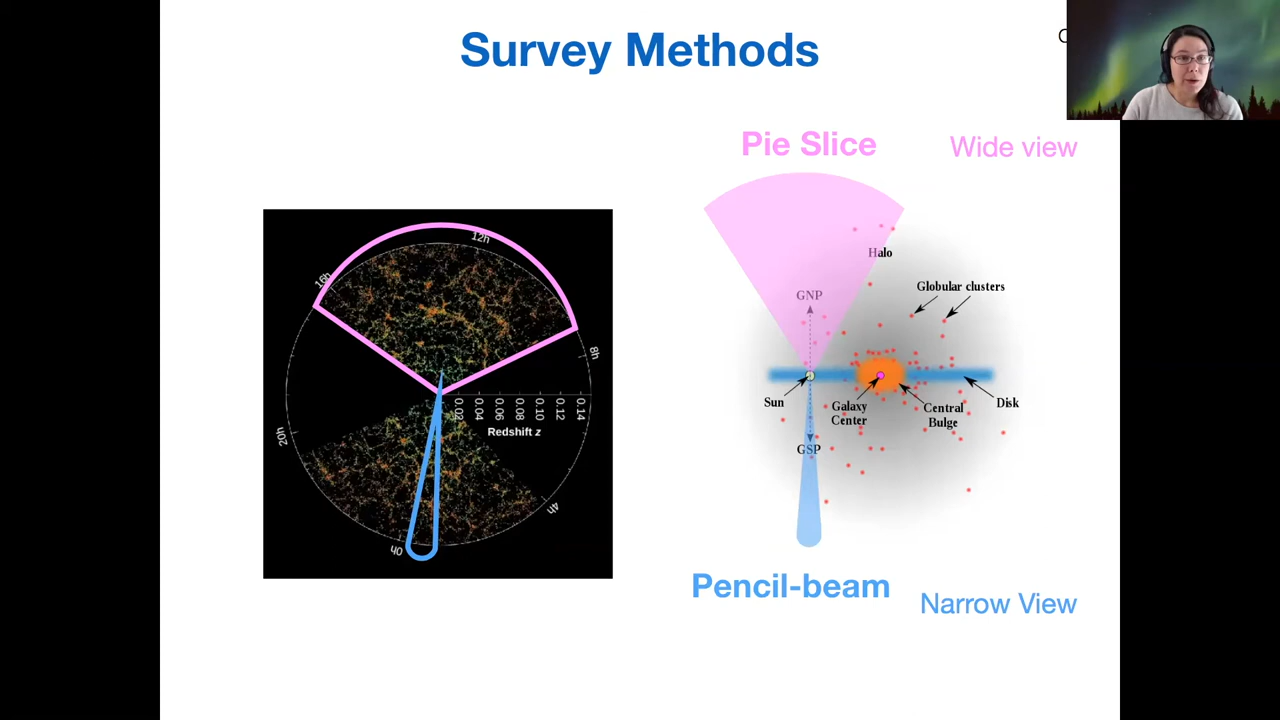 Survey Methods
Pie Slice
Wide view
12h
16h
8h
20h
4h
0h
0.02
0.04
0.06
0.08
0.10
0.12
0.14
Redshift z
Halo
GNP
Globular clusters
Sun
Galaxy
Center
Central
Bulge
Disk
GSP
Pencil-beam
Narrow View